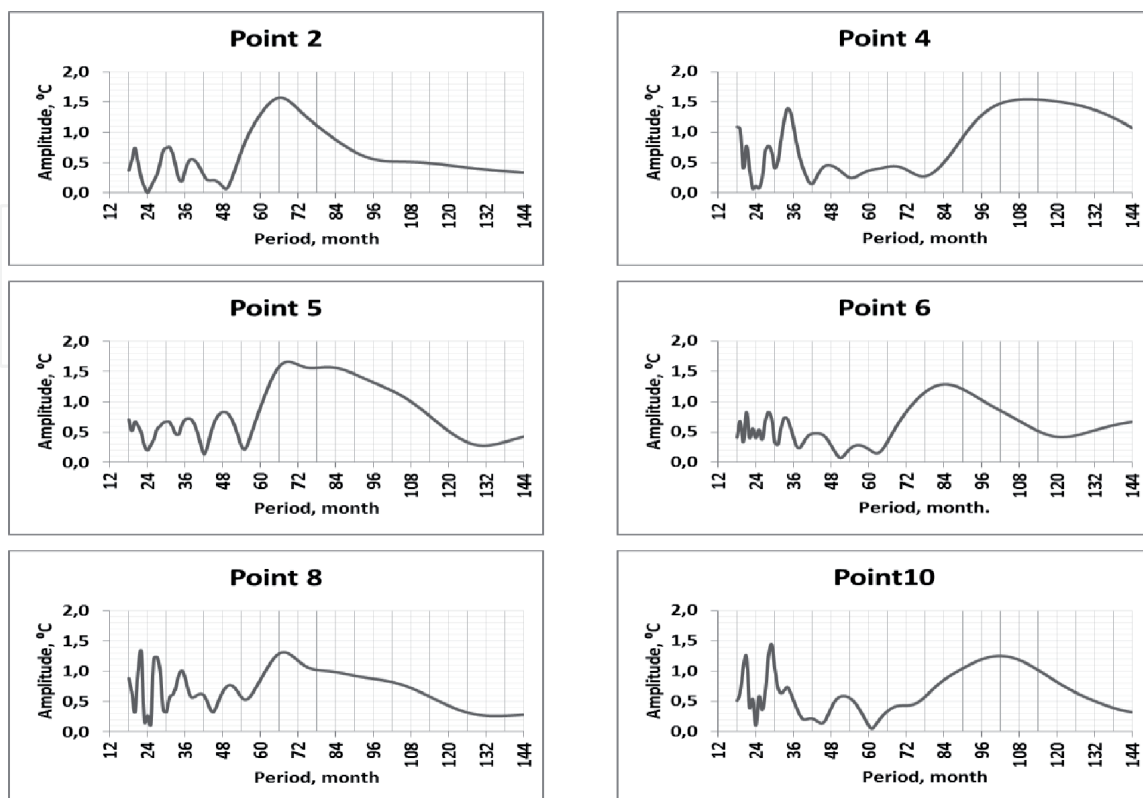 Point 2
2,0
1,5
1,0
0,5
0,0
Amplitude, ºC
12 24 36 48 60 72 84 96 108 120 132 144
Period, month
Point 4
2,0
1,5
1,0
0,5
0,0
Amplitude, ºC
12 24 36 48 60 72 84 96 108 120 132 144
Period, month
Point 5
2,0
1,5
1,0
0,5
0,0
Amplitude, ºC
12 24 36 48 60 72 84 96 108 120 132 144
Period, month
Point 6
2,0
1,5
1,0
0,5
0,0
Amplitude, ºC
12 24 36 48 60 72 84 96 108 120 132 144
Period, month.
Point 8
2,0
1,5
1,0
0,5
0,0
Amplitude, ºC
12 24 36 48 60 72 84 96 108 120 132 144
Period, month
Point10
2,0
1,5
1,0
0,5
0,0
Amplitude, ºC
12 24 36 48 60 72 84 96 108 120 132 144
Period, month